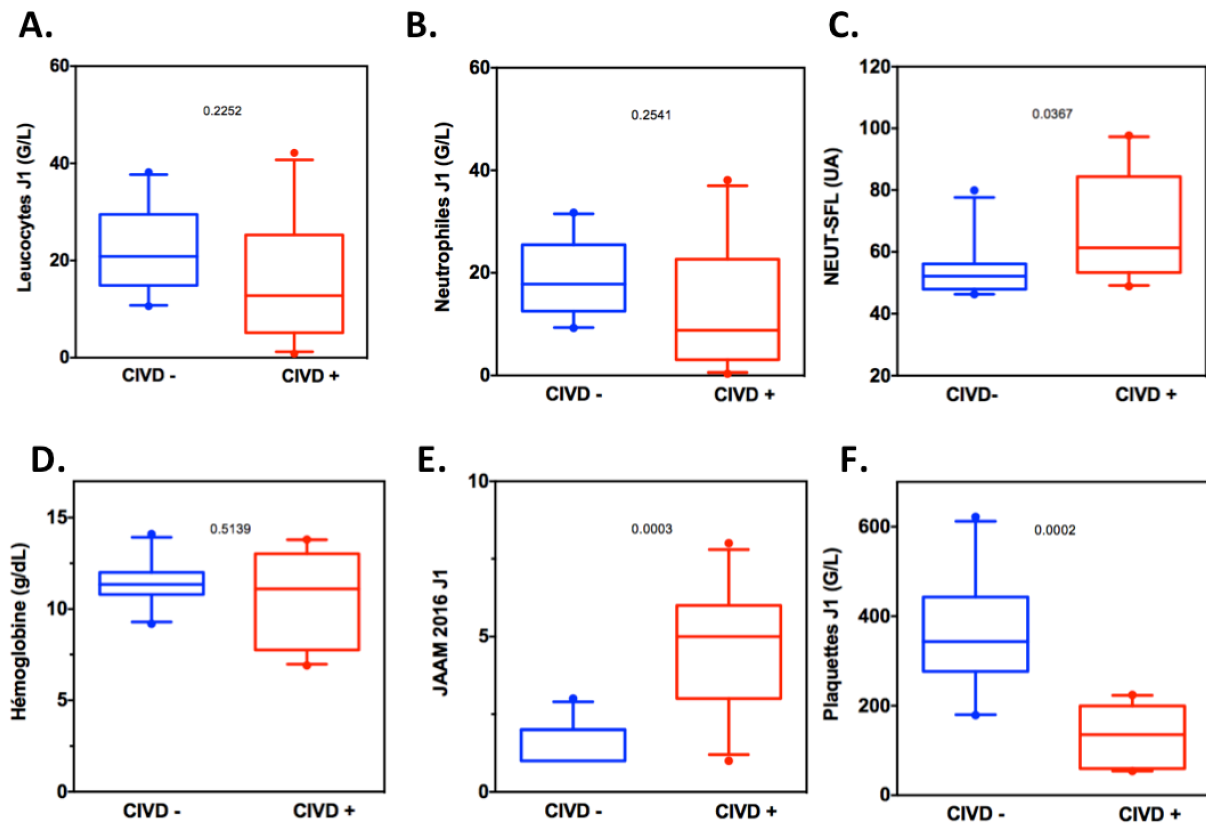 A.
60
40
20
0
Leucocytes J1 (G/L)
0.2252
CIVD -
CIVD +
B.
60
40
20
0
Neutrophiles J1 (G/L)
0.2541
CIVD -
CIVD +
C.
120
100
80
60
40
20
NEUT-SFL (UA)
0.0367
CIVD-
CIVD +
D.
15
10
5
0
Hémoglobine (g/dL)
0.5139
CIVD -
CIVD +
E.
10
5
0
JAAM 2016 J1
0.0003
CIVD -
CIVD +
F.
600
400
200
0
Plaquettes J1 (G/L)
0.0002
CIVD -
CIVD +